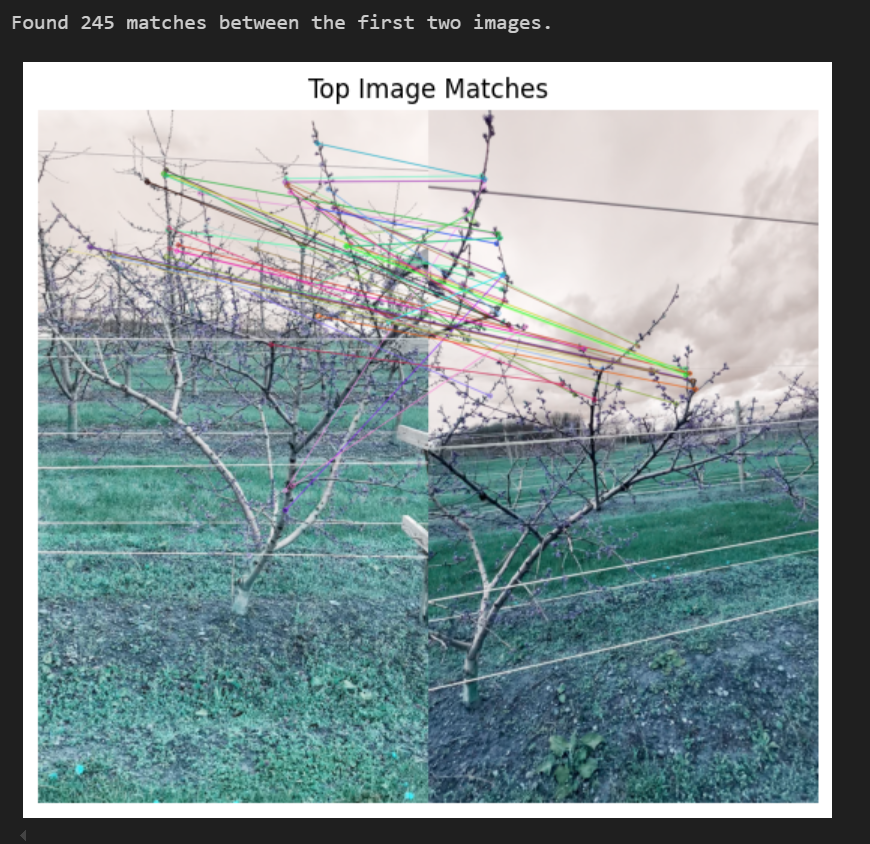 Found 245 matches between the first two images.
Top Image Matches